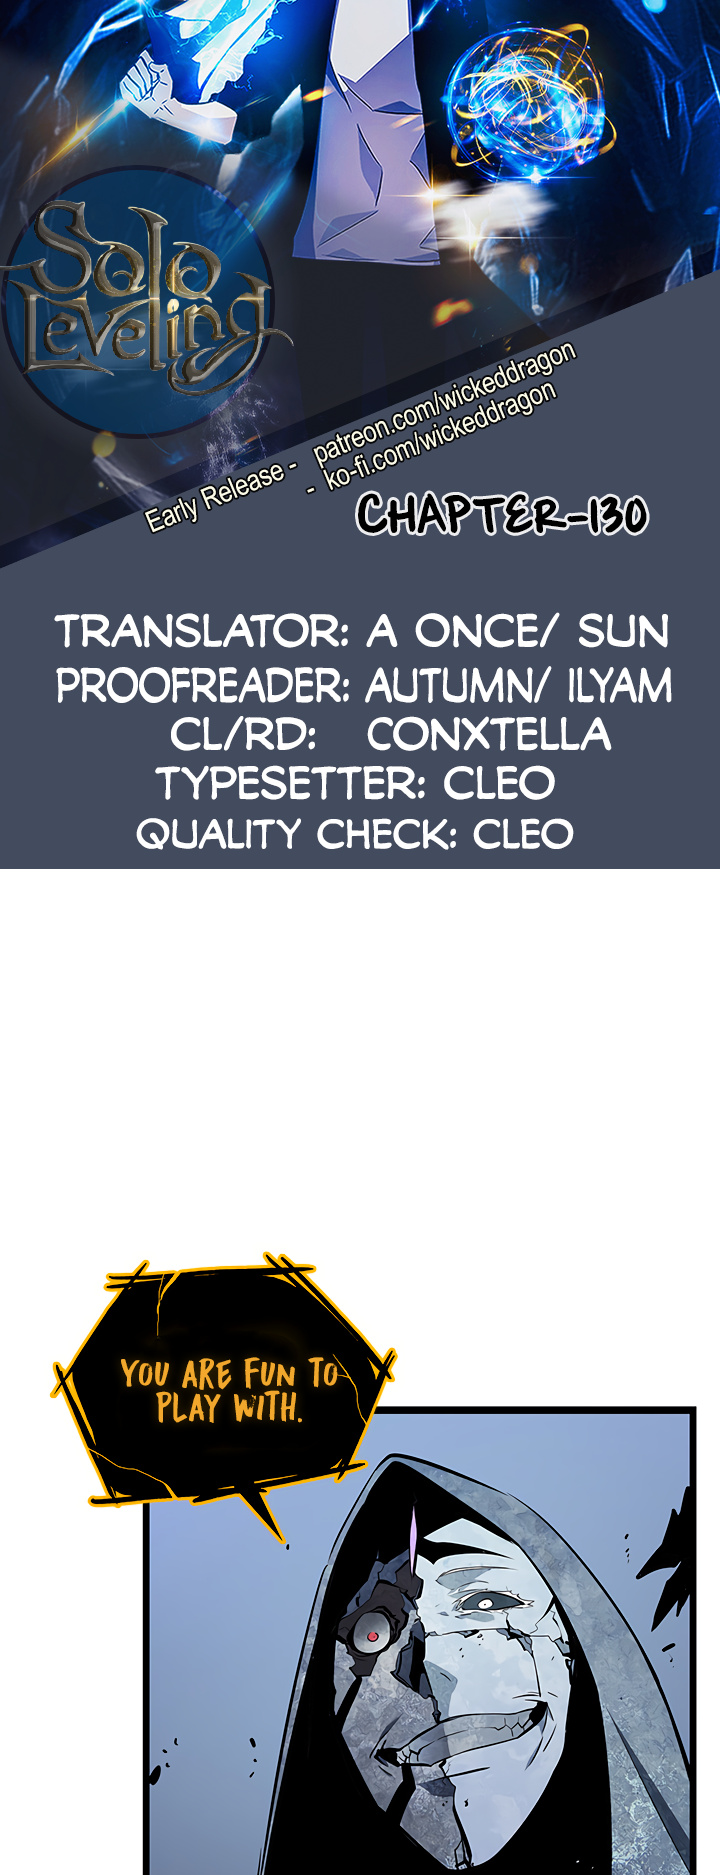 Solo
Leveling
Early Release - patreon.com/wickeddragon
- ko-fi.com/wickeddragon
CHAPTER-130
TRANSLATOR: A ONCE/ SUN
PROOFREADER: AUTUMN/ ILYAM
CL/RD: CONXTELLA
TYPESETTER: CLEO
QUALITY CHECK: CLEO
YOU ARE FUN TO
PLAY WITH.